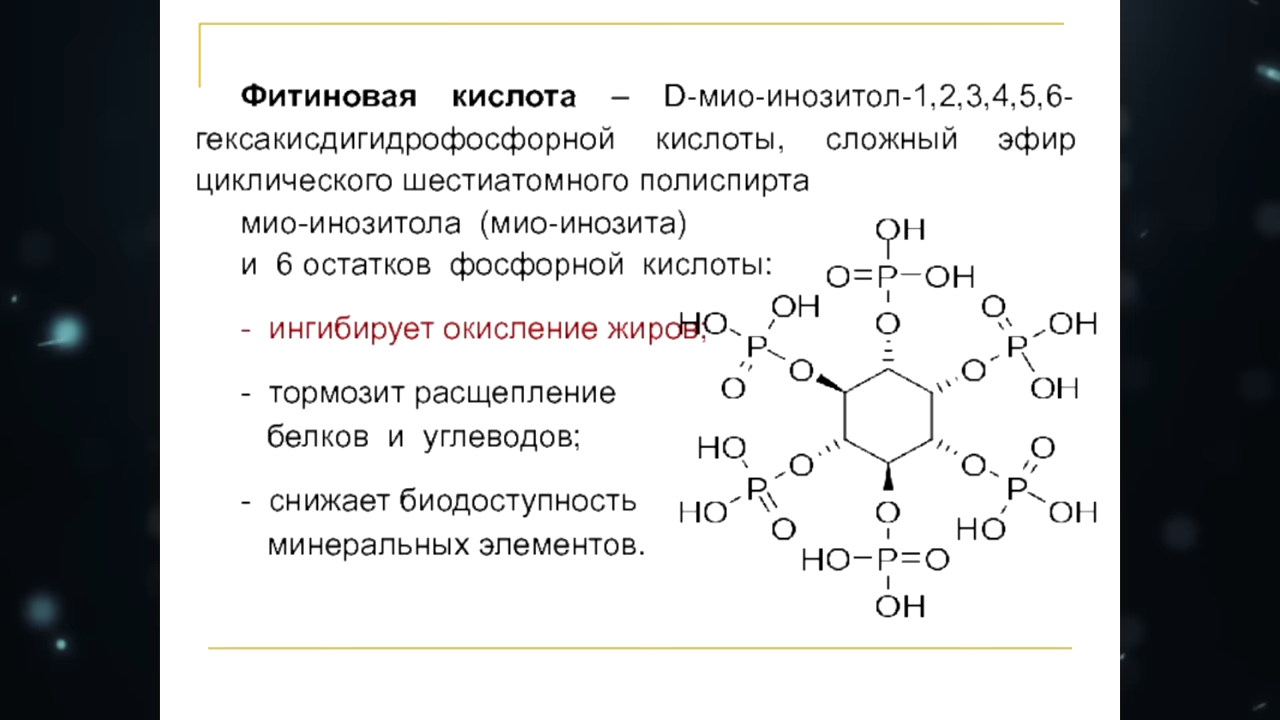 Фитиновая кислота – D-мио-инозитол-1,2,3,4,5,6-
гексакисдигидрофосфорной кислоты, сложный эфир
циклического шестиатомного полиспирта
мио-инозитола (мио-инозита)
и 6 остатков фосфорной кислоты:
- ингибирует окисление жиров;
- тормозит расщепление
белков и углеводов;
- снижает биодоступность
минеральных элементов.
OH
O=P–OH
O
OH
HO
P
O
O
O
OH
P
O
OH
HO
O
P
HO
O
O
O
P
HO
OH
O
HO–P=O
OH